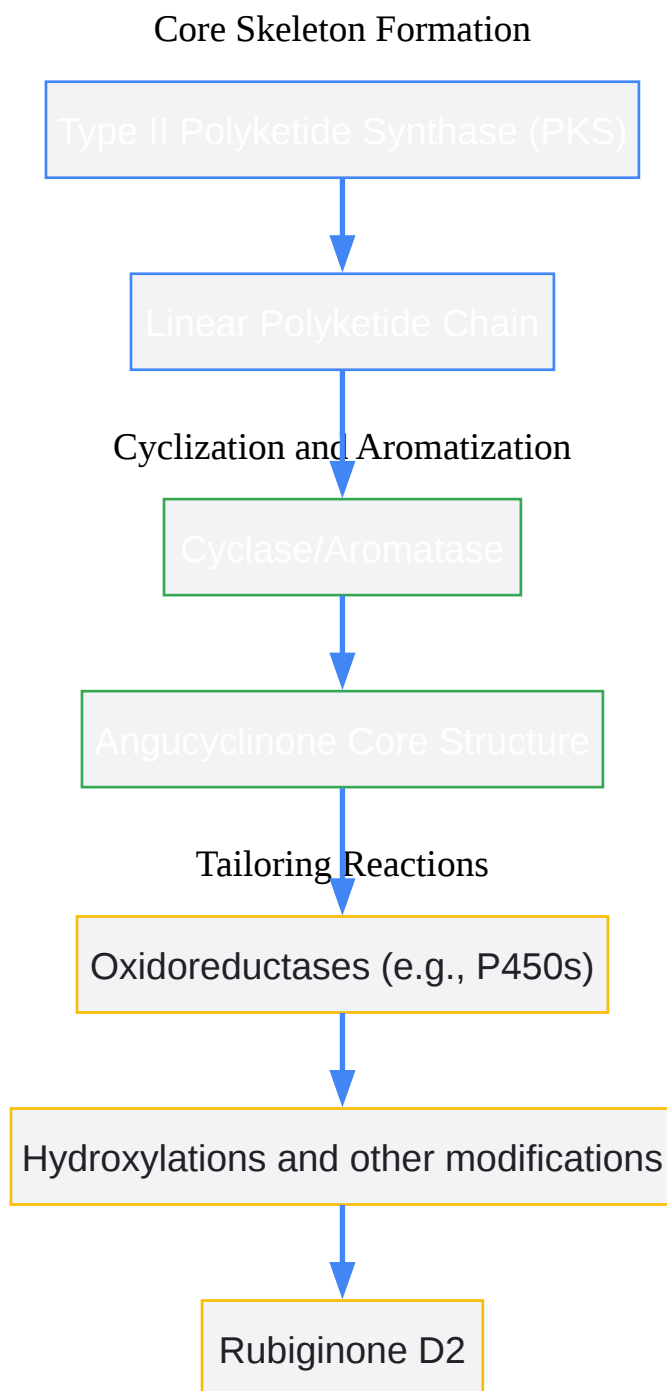 Core Skeleton Formation
Type II Polyketide Synthase (PKS)
Linear Polyketide Chain
Cyclization and Aromatization
Cyclase/Aromatase
Angucyclinone Core Structure
Tailoring Reactions
Oxidoreductases (e.g., P450s)
Hydroxylations and other modifications
Rubiginone D2